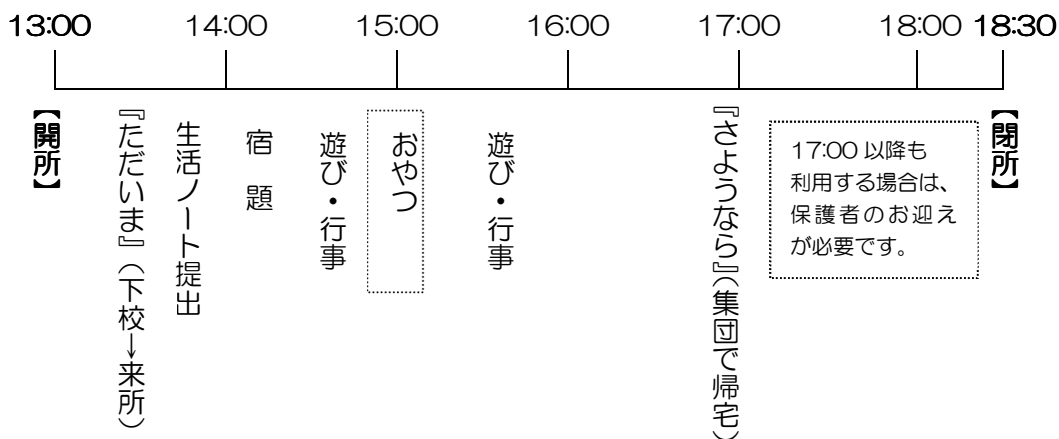 13:00
14:00
15:00
16:00
17:00
18:00
18:30
【開所】
『ただいま』（下校→来所）
生活ノート提出
宿　題
遊び・行事
おやつ
遊び・行事
『さようなら』（集団で帰宅）
17:00 以降も
利用する場合は、
保護者のお迎え
が必要です。
【閉所】